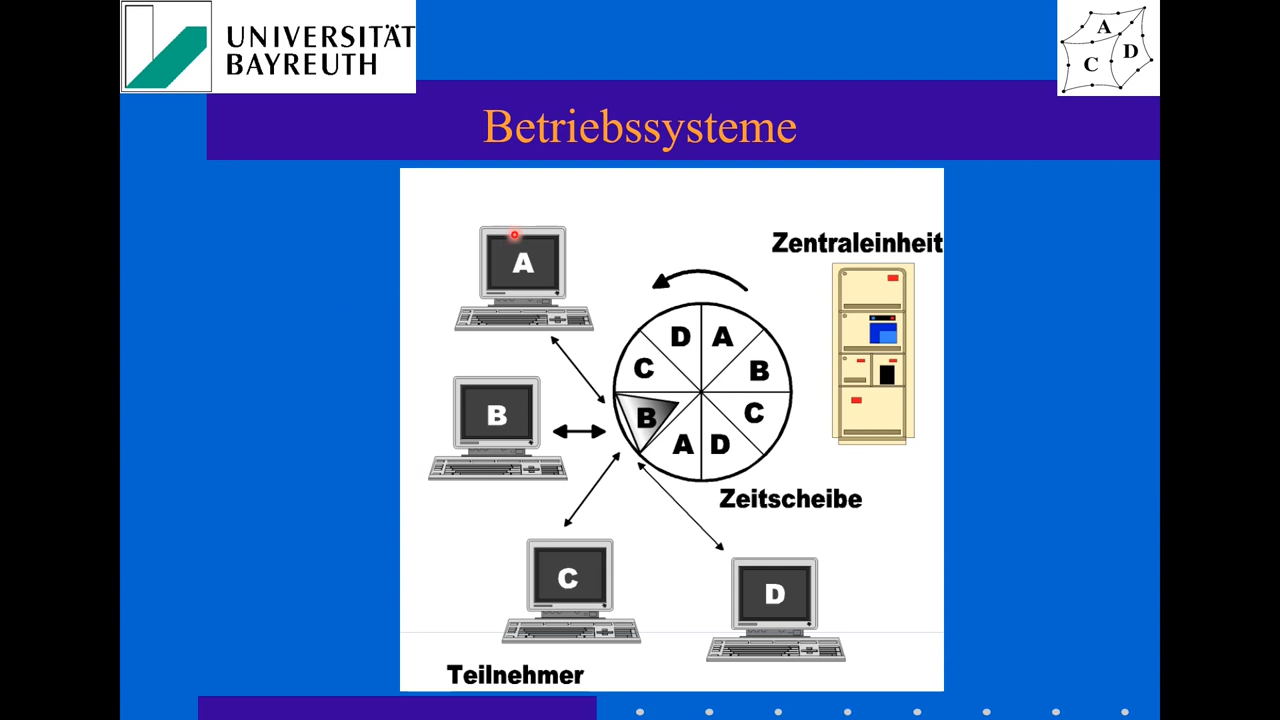 UNIVERSITÄT
BAYREUTH
A
D
C
Betriebssysteme
Zentraleinheit
A
D A
C B
B C
A D
B
Zeitscheibe
C
D
Teilnehmer